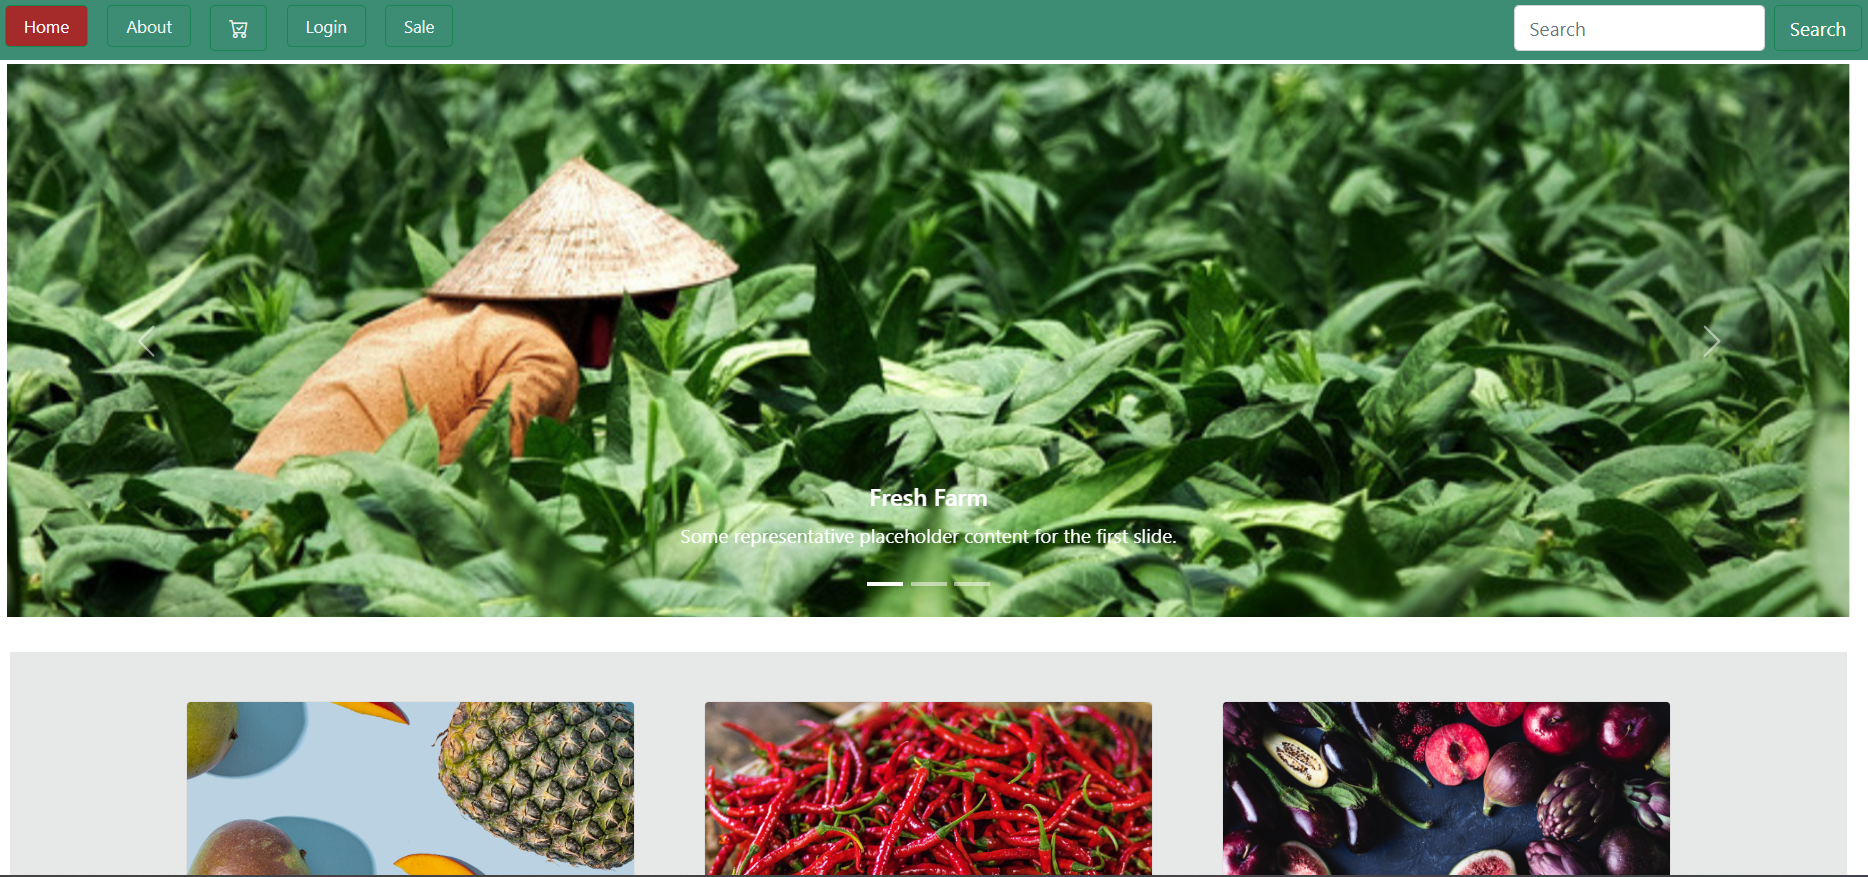 Home
About
Login
Sale
Search
Search
Fresh Farm
Some representative placeholder content for the first slide.